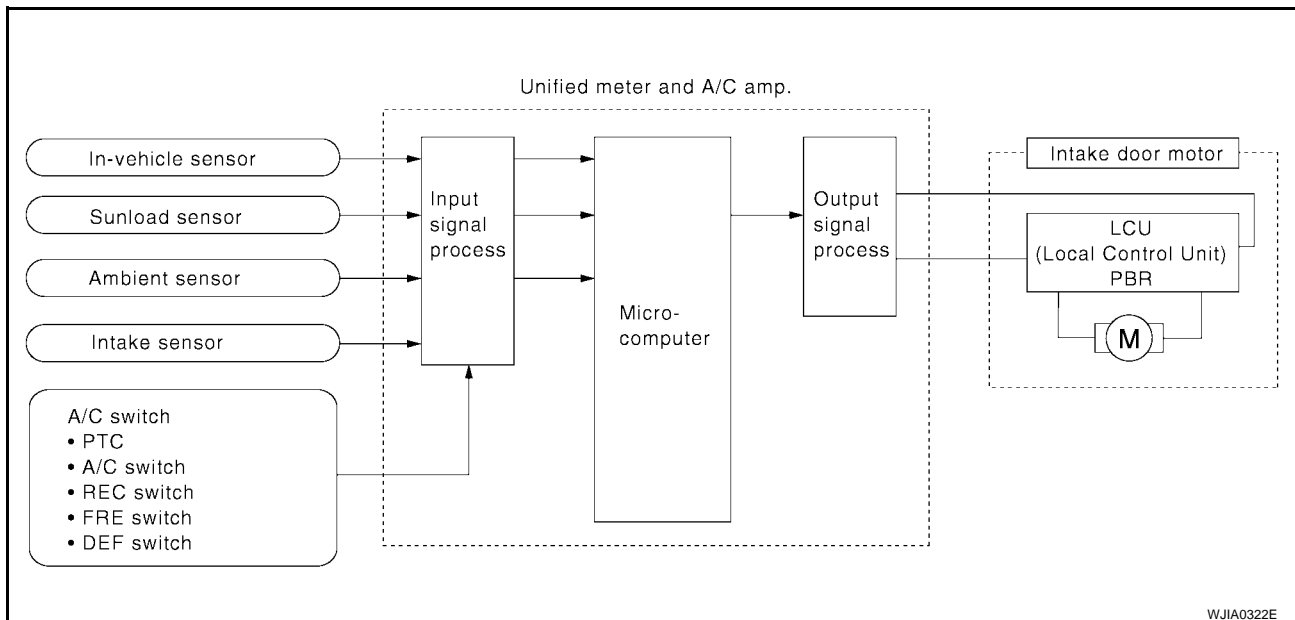 Unified meter and A/C amp.
In-vehicle sensor
Sunload sensor
Ambient sensor
Intake sensor
A/C switch
• PTC
• A/C switch
• REC switch
• FRE switch
• DEF switch
Input
signal
process
Micro-
computer
Output
signal
process
Intake door motor
LCU
(Local Control Unit)
PBR
M
WJIA0322E